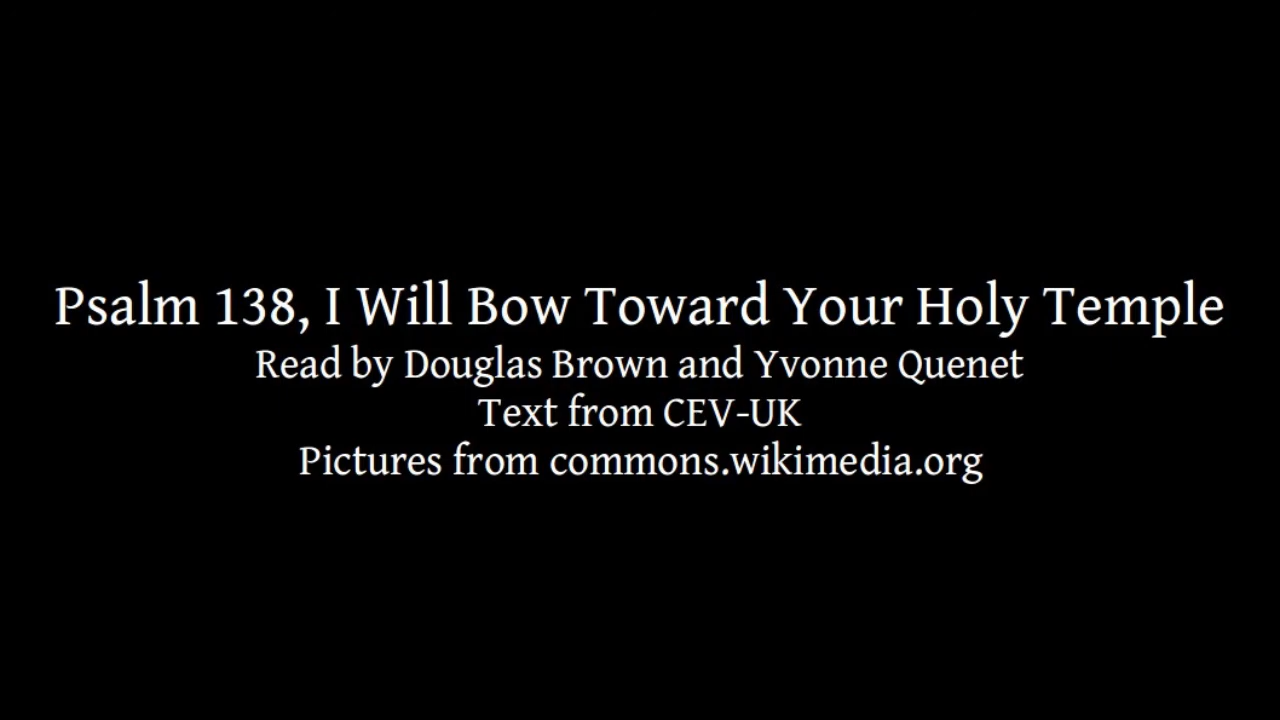 Psalm 138, I Will Bow Toward Your Holy Temple
Read by Douglas Brown and Yvonne Quenet
Text from CEV-UK
Pictures from commons.wikimedia.org